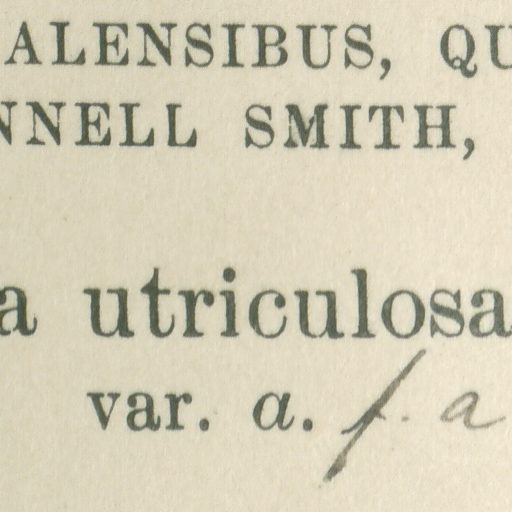 ALENSIBUS, QU
NNELL SMITH,
a utriculosa
var. a. f. a